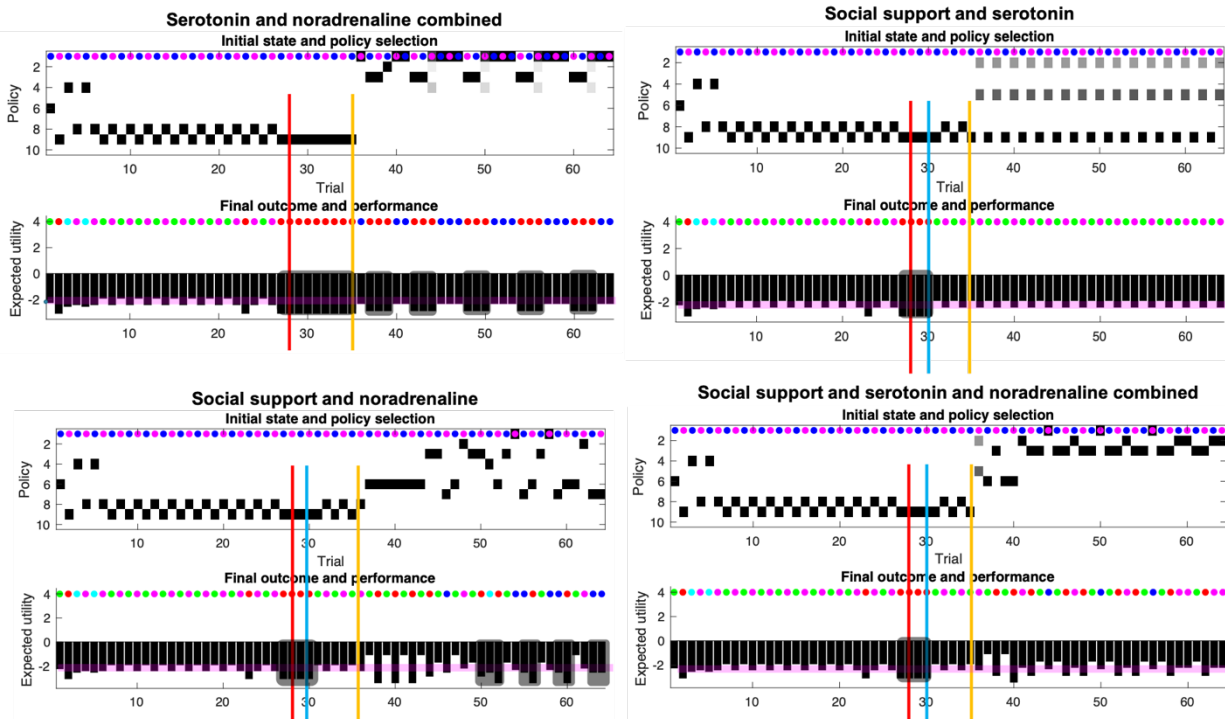 Serotonin and noradrenaline combined
Initial state and policy selection
Policy
2
4
6
8
10
10 20 30 40 50 60
Trial
Final outcome and performance
Expected utility
4
2
0
-2
10 20 30 40 50 60
Social support and serotonin
Initial state and policy selection
Policy
2
4
6
8
10
10 20 30 40 50 60
Trial
Final outcome and performance
Expected utility
4
2
0
-2
10 20 30 40 50 60
Social support and noradrenaline
Initial state and policy selection
Policy
2
4
6
8
10
10 20 30 40 50 60
Trial
Final outcome and performance
Expected utility
4
2
0
-2
10 20 30 40 50 60
Social support and serotonin and noradrenaline combined
Initial state and policy selection
Policy
2
4
6
8
10
10 20 30 40 50 60
Trial
Final outcome and performance
Expected utility
4
2
0
-2
10 20 30 40 50 60